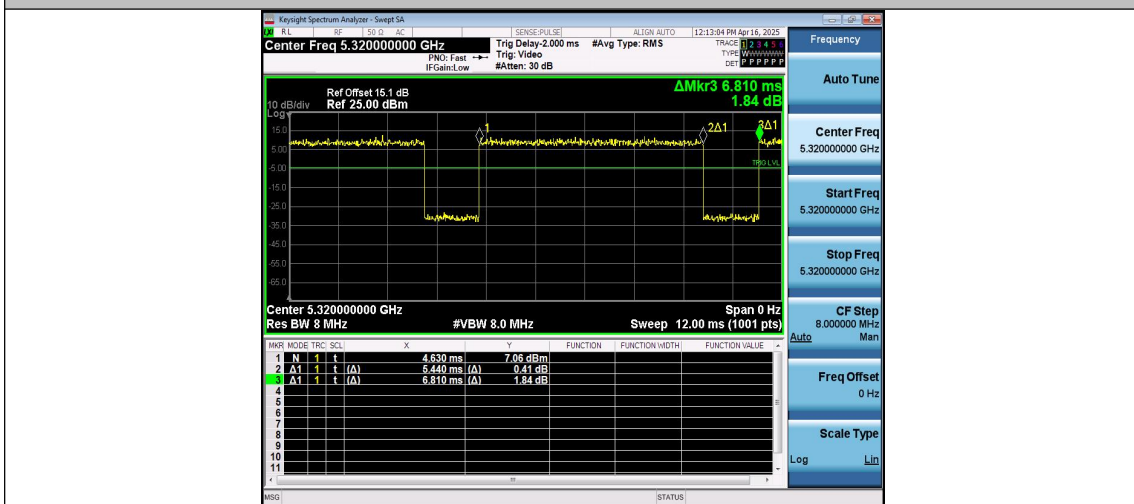 Keysight Spectrum Analyzer - Swept SA
LXI RL RF 50 Ω AC SENSE:PULSE ALIGN AUTO 12:13:04 PM Apr 16, 2025
Center Freq 5.320000000 GHz Trig Delay-2.000 ms #Avg Type: RMS TRACE 1 2 3 4 5 6
PNO: Fast Trig: Video TYPE WWWWWW
IFGain:Low #Atten: 30 dB DET P P P P P P
Frequency
Auto Tune
ΔMkr3 6.810 ms
Ref Offset 15.1 dB
10 dB/div Ref 25.00 dBm 1.84 dB
Log
15.0
5.00
-5.00
-15.0
-25.0
-35.0
-45.0
-55.0
-65.0
1
2Δ1
3Δ1
TRIG LVL
Center 5.320000000 GHz Span 0 Hz
Res BW 8 MHz #VBW 8.0 MHz Sweep 12.00 ms (1001 pts)
MKR MODE TRC SCL X Y FUNCTION FUNCTION WIDTH FUNCTION VALUE
1 N 1 t 4.630 ms 7.06 dBm
2 Δ1 1 t (Δ) 5.440 ms (Δ) 0.41 dB
3 Δ1 1 t (Δ) 6.810 ms (Δ) 1.84 dB
4
5
6
7
8
9
10
11
Center Freq
5.320000000 GHz
Start Freq
5.320000000 GHz
Stop Freq
5.320000000 GHz
CF Step
8.000000 MHz
Auto Man
Freq Offset
0 Hz
Scale Type
Log Lin
MSG STATUS